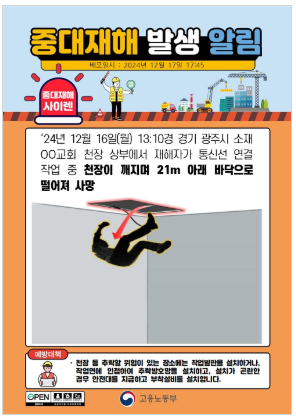 중대재해 발생 알림
배포일시 : 2024년 12월 17일 17:45
중대재해
사이렌
‘24년 12월 16일(월) 13:10경 경기 광주시 소재
OO교회 천장 상부에서 재해자가 통신선 연결
작업 중 천장이 깨지며 21m 아래 바닥으로
떨어져 사망
예방대책
· 천장 등 추락할 위험이 있는 장소에는 작업발판을 설치하거나,
작업면에 인접하여 추락방호망을 설치하고, 설치가 곤란한
경우 안전대를 지급하고 부착설비를 설치합니다.
OPEN
고용노동부